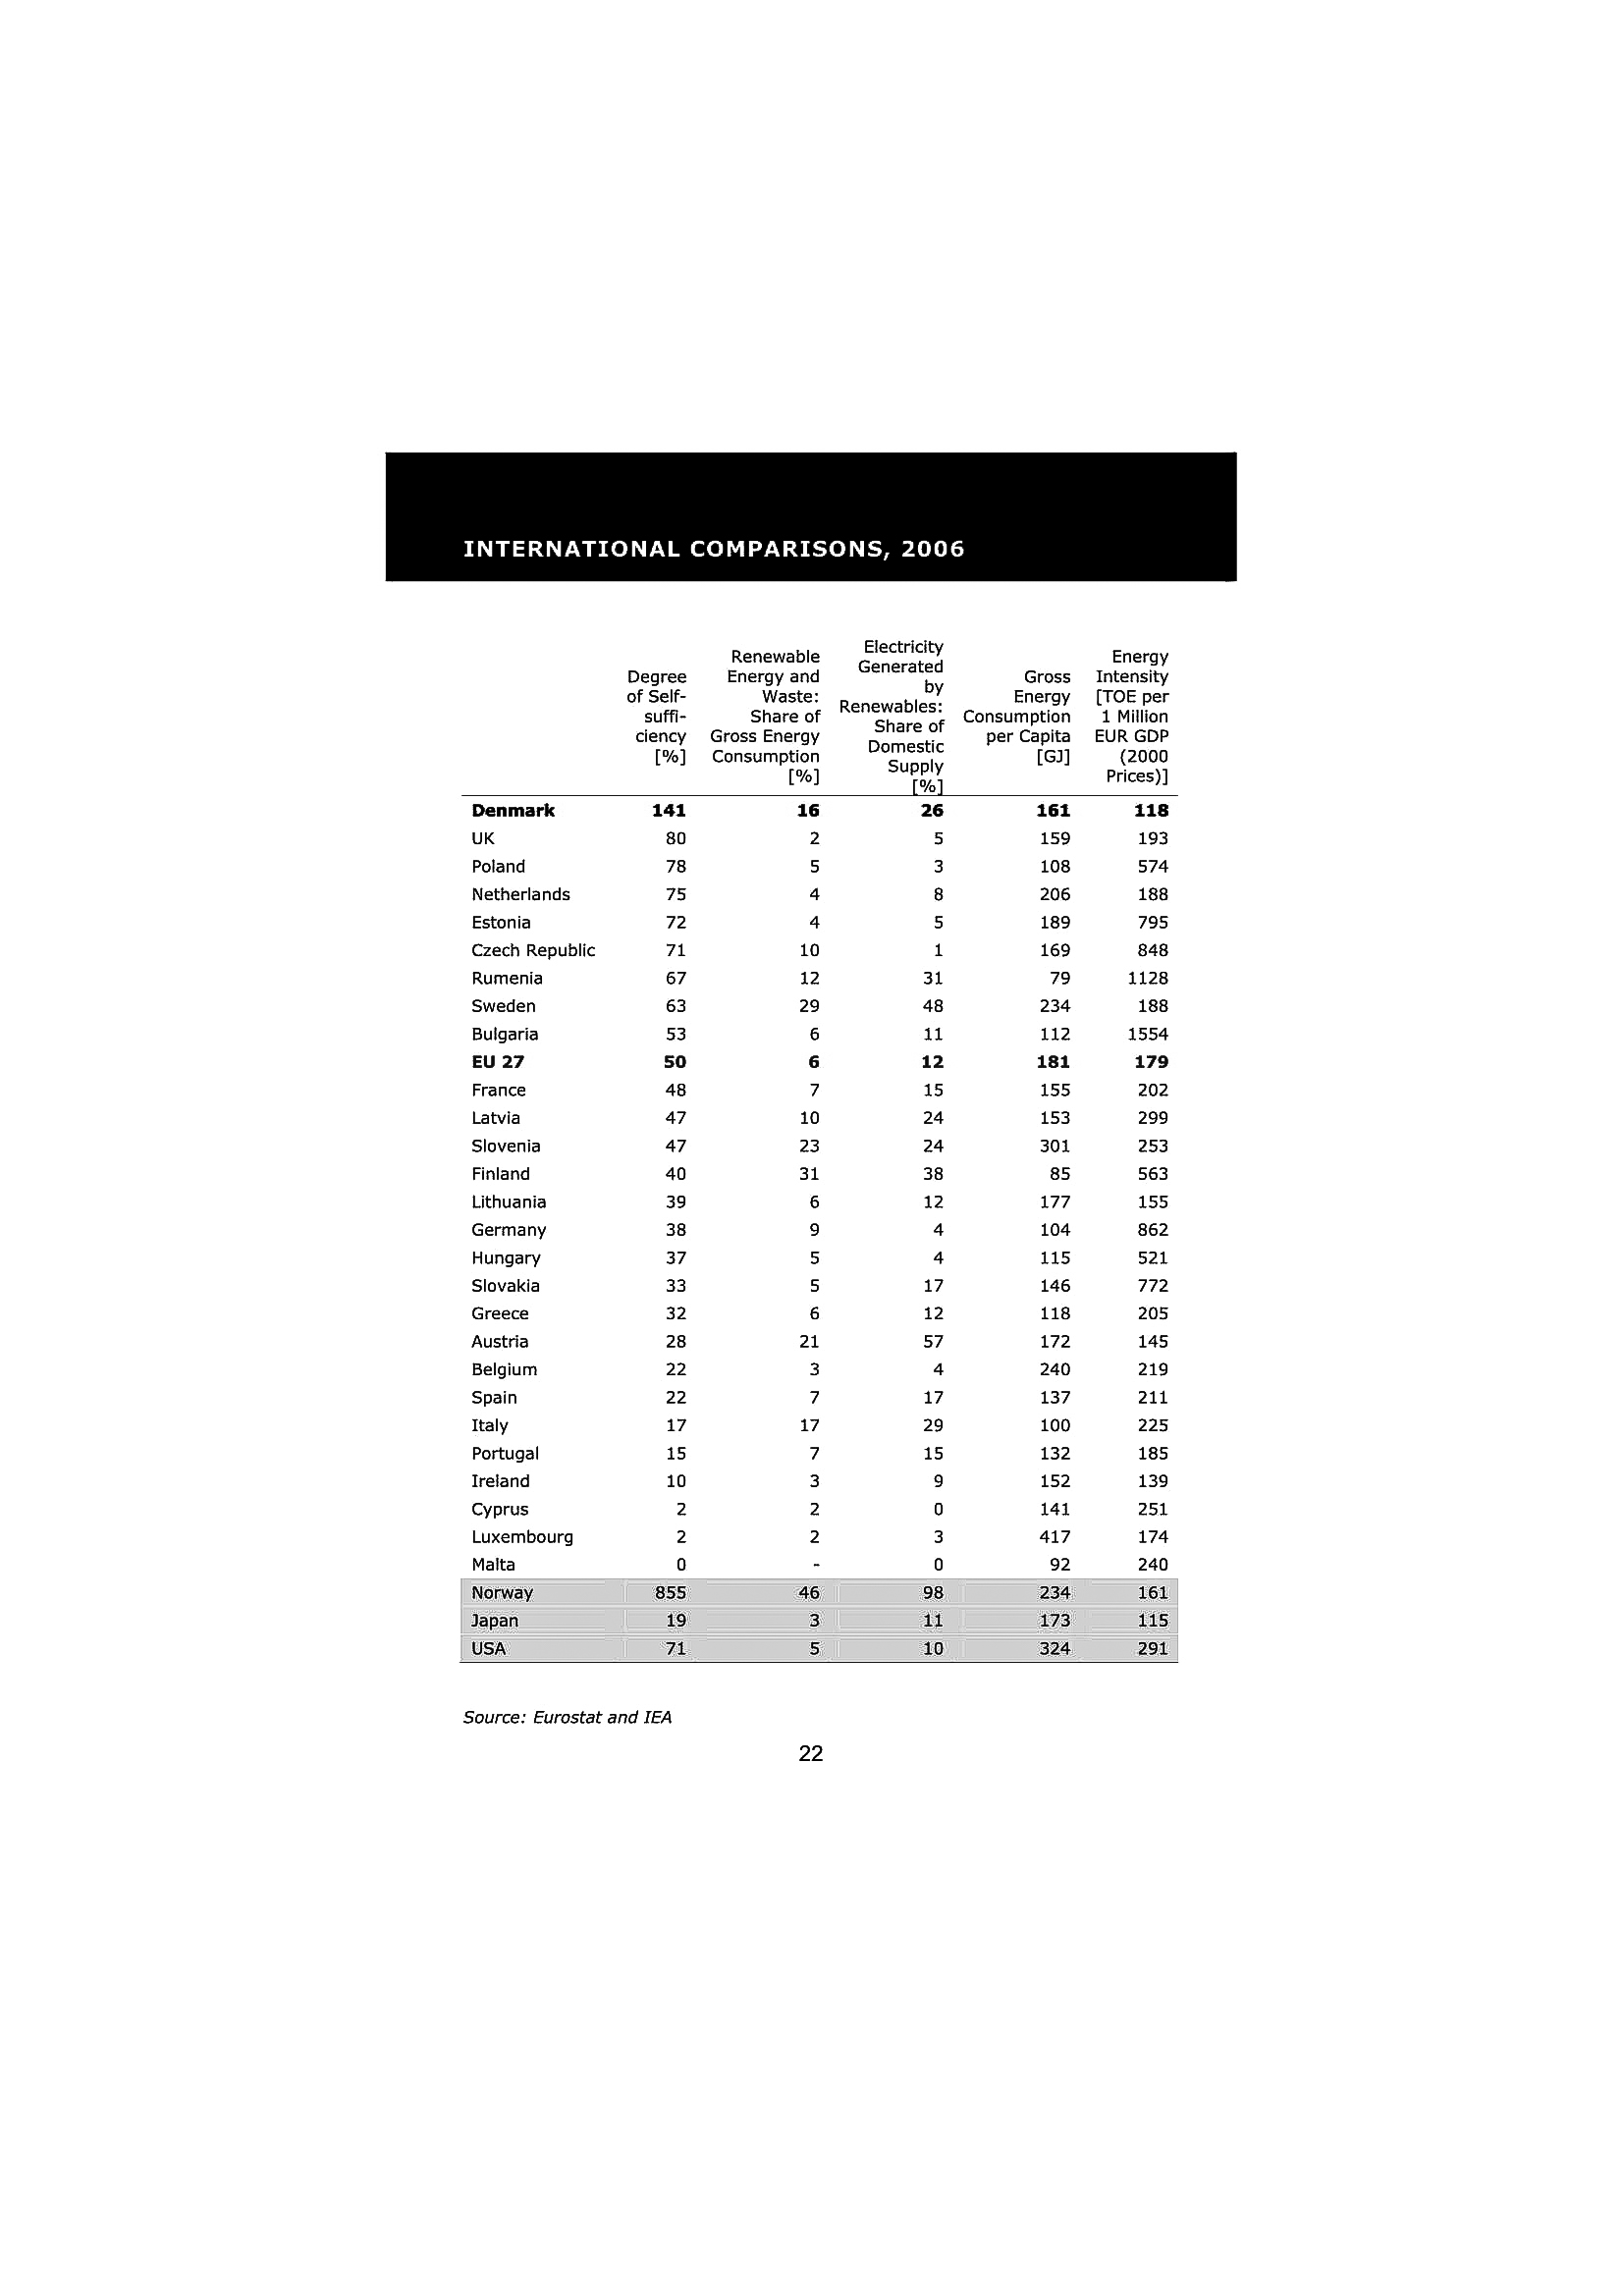 INTERNATIONAL COMPARISONS, 2006
Degree
of Self-
suffi-
ciency
[%]
Renewable
Energy and
Waste:
Share of
Gross Energy
Consumption
[%]
Electricity
Generated
by
Renewables:
Share of
Domestic
Supply
[%]
Gross
Energy
Consumption
per Capita
[GJ]
Energy
Intensity
[TOE per
1 Million
EUR GDP
(2000
Prices)]
Denmark 141 16 26 161 118
UK 80 2 5 159 193
Poland 78 5 3 108 574
Netherlands 75 4 8 206 188
Estonia 72 4 5 189 795
Czech Republic 71 10 1 169 848
Rumenia 67 12 31 79 1128
Sweden 63 29 48 234 188
Bulgaria 53 6 11 112 1554
EU 27 50 6 12 181 179
France 48 7 15 155 202
Latvia 47 10 24 153 299
Slovenia 47 23 24 301 253
Finland 40 31 38 85 563
Lithuania 39 6 12 177 155
Germany 38 9 4 104 862
Hungary 37 5 4 115 521
Slovakia 33 5 17 146 772
Greece 32 6 12 118 205
Austria 28 21 57 172 145
Belgium 22 3 4 240 219
Spain 22 7 17 137 211
Italy 17 17 29 100 225
Portugal 15 7 15 132 185
Ireland 10 3 9 152 139
Cyprus 2 2 0 141 251
Luxembourg 2 2 3 417 174
Malta 0 - 0 92 240
Norway 855 46 98 234 161
Japan 19 3 11 173 115
USA 71 5 10 324 291
Source: Eurostat and IEA
22